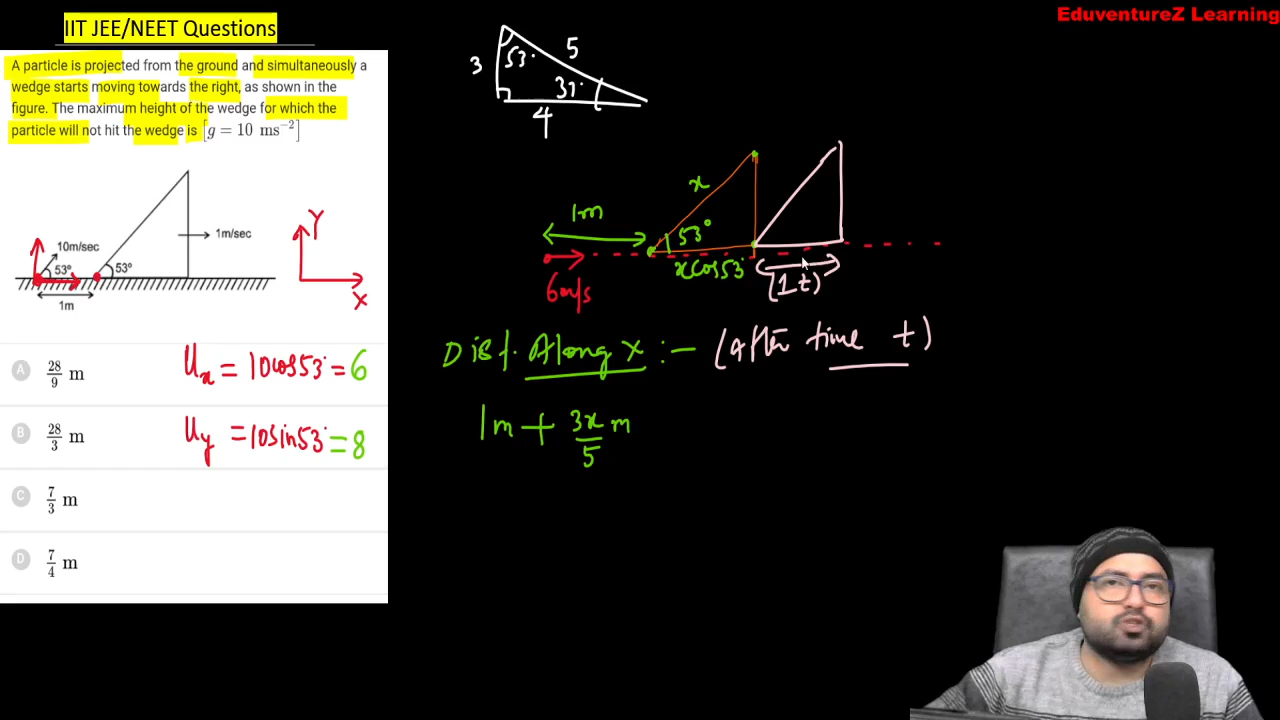 IIT JEE/NEET Questions
EduventureZ Learning
A particle is projected from the ground and simultaneously a
wedge starts moving towards the right, as shown in the
figure. The maximum height of the wedge for which the
particle will not hit the wedge is [g = 10 ms⁻²]
10m/sec
53°
53°
1m/sec
1m
Y
X
A 28/9 m
B 28/3 m
C 7/3 m
D 7/4 m
Ux = 10cos53° = 6
Uy = 10sin53° = 8
3
53°
5
37°
4
1m
x
53°
xcos53°
6m/s
(1t)
Dist. Along x :- (After time t)
1m + 3x/5 m